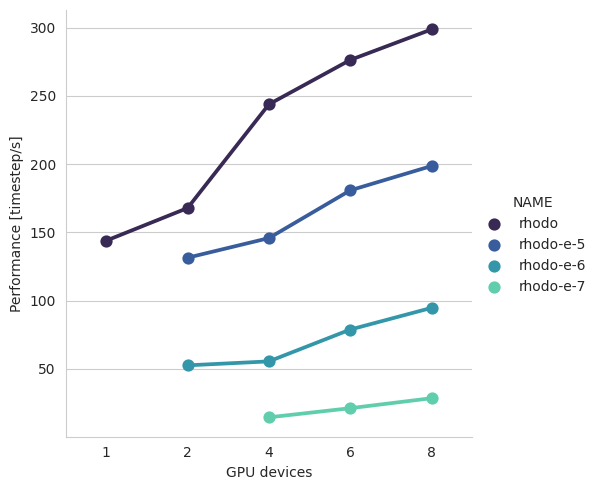 300
250
200
150
100
50
Performance [timestep/s]
1 2 4 6 8
GPU devices
NAME
rhodo
rhodo-e-5
rhodo-e-6
rhodo-e-7